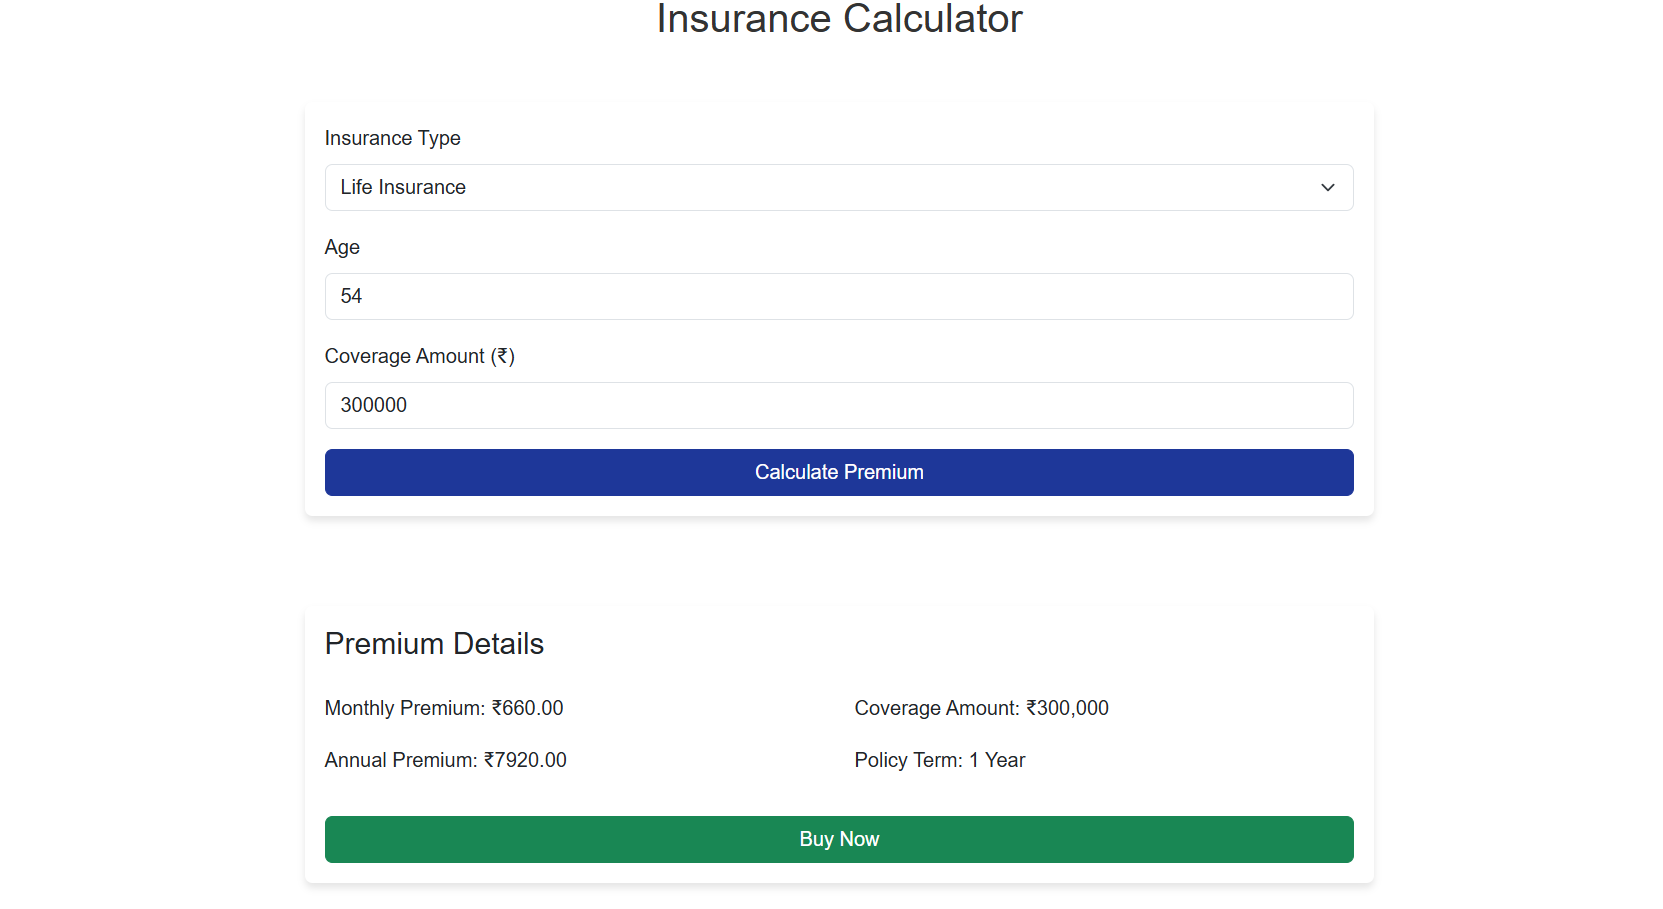 Insurance Calculator
Insurance Type
Life Insurance
Age
54
Coverage Amount (₹)
300000
Calculate Premium
Premium Details
Monthly Premium: ₹660.00
Coverage Amount: ₹300,000
Annual Premium: ₹7920.00
Policy Term: 1 Year
Buy Now